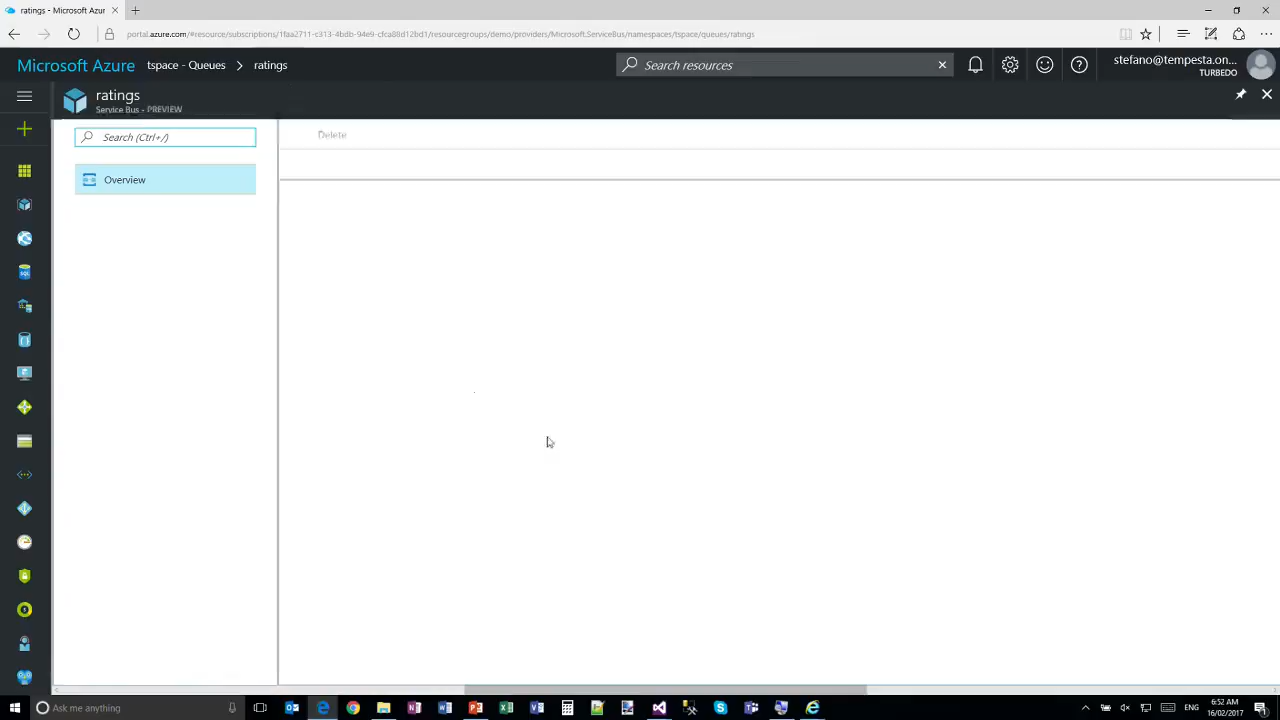 ratings - Microsoft Azu
portal.azure.com/#resource/subscriptions/1faa2711-c313-4bdb-94e9-cfca88d12bd1/resourcegroups/demo/providers/Microsoft.ServiceBus/namespaces/tspace/queues/ratings
Microsoft Azure tspace - Queues > ratings Search resources stefano@tempesta.on...
TURBEDO
ratings
Service Bus - PREVIEW
Search (Ctrl+/) Delete
Overview
Ask me anything ENG 6:52 AM
16/02/2017